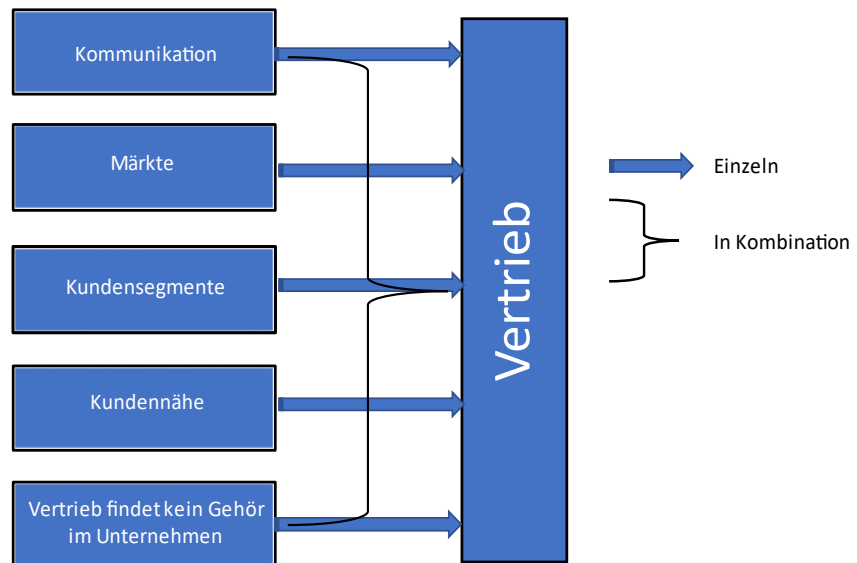 Kommunikation
Märkte
Kundensegmente
Kundennähe
Vertrieb findet kein Gehör
im Unternehmen
Vertrieb
Einzeln
In Kombination